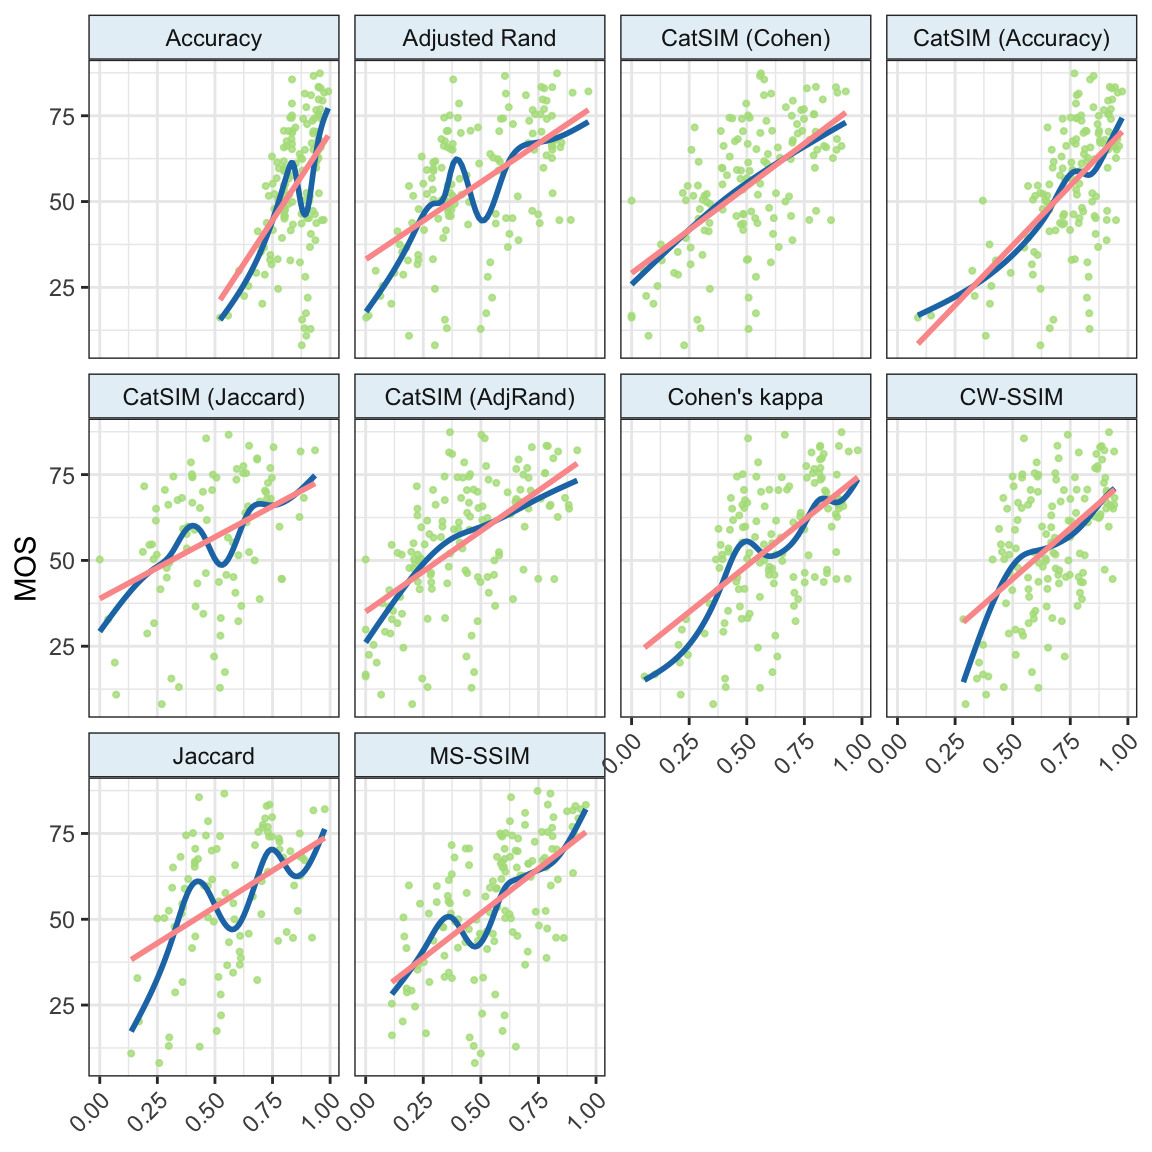 Accuracy
Adjusted Rand
CatSIM (Cohen)
CatSIM (Accuracy)
75
50
25
CatSIM (Jaccard)
CatSIM (AdjRand)
Cohen's kappa
CW-SSIM
75
50
25
MOS
0.00 0.25 0.50 0.75 1.00
0.00 0.25 0.50 0.75 1.00
Jaccard
MS-SSIM
75
50
25
0.00 0.25 0.50 0.75 1.00
0.00 0.25 0.50 0.75 1.00